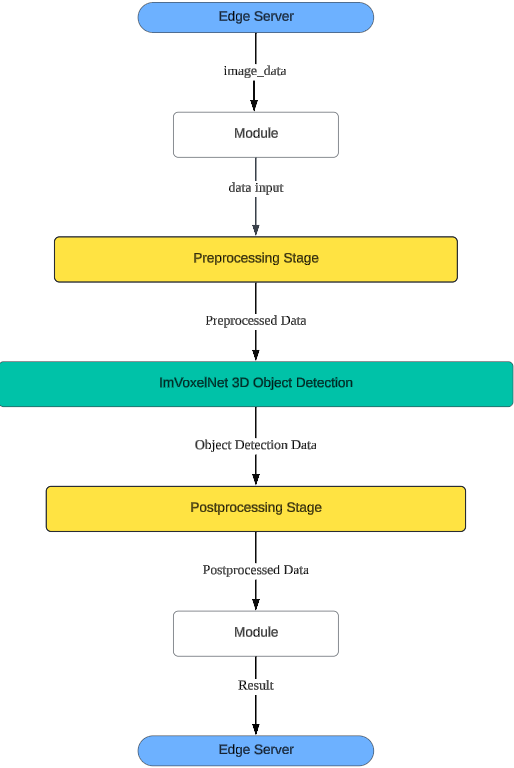 Edge Server
image_data
Module
data input
Preprocessing Stage
Preprocessed Data
ImVoxelNet 3D Object Detection
Object Detection Data
Postprocessing Stage
Postprocessed Data
Module
Result
Edge Server